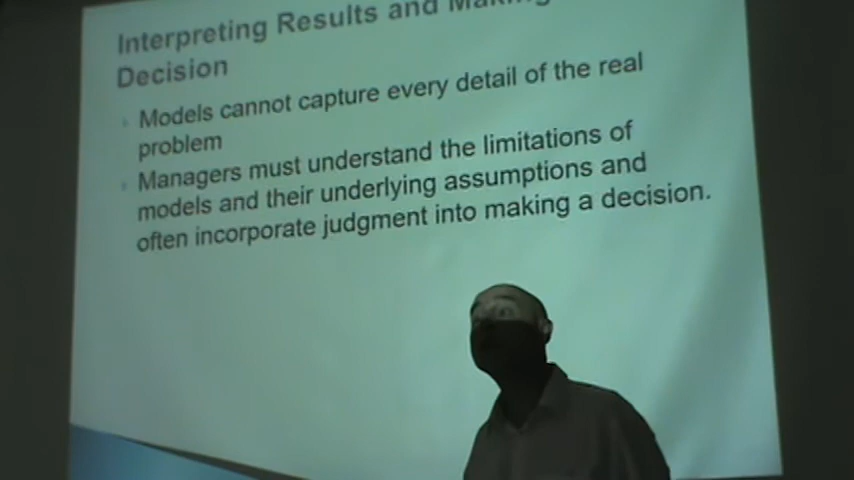 Interpreting Results and Making
Decision
Models cannot capture every detail of the real
problem
Managers must understand the limitations of
models and their underlying assumptions and
often incorporate judgment into making a decision.